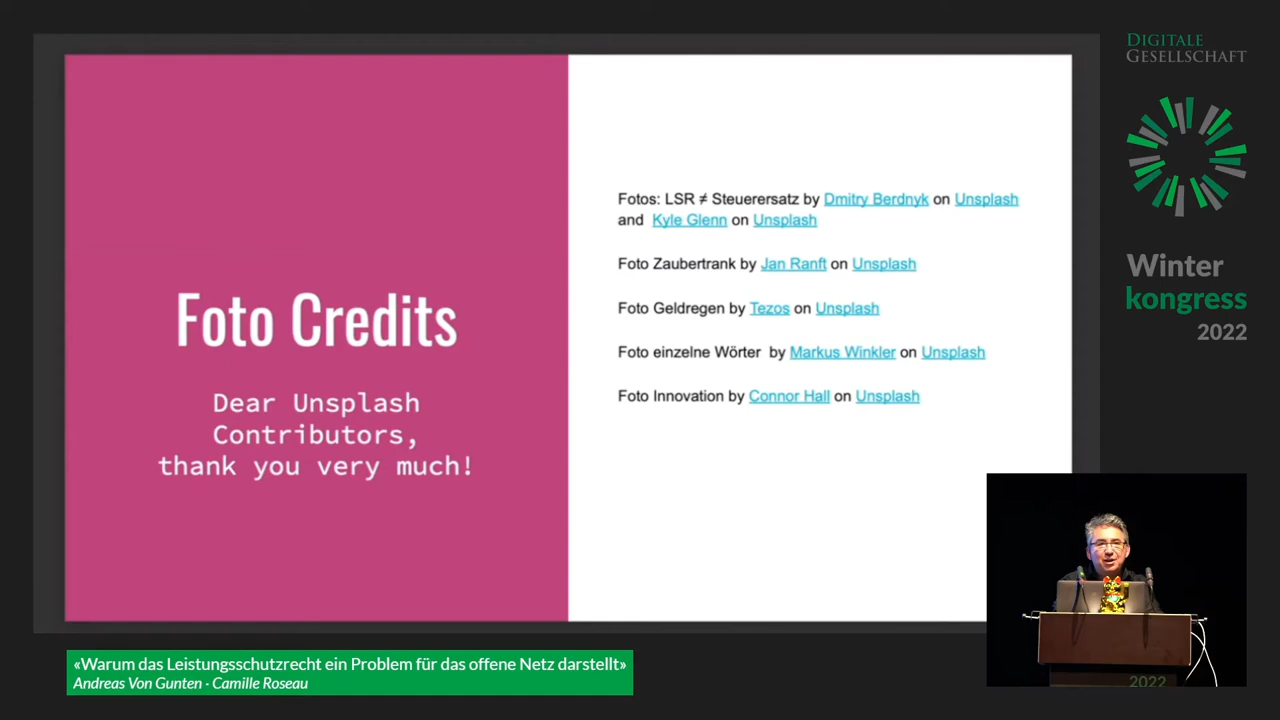 DIGITALE
GESELLSCHAFT
Winter
kongress
2022
Foto Credits
Dear Unsplash
Contributors,
thank you very much!
Fotos: LSR ≠ Steuerersatz by Dmitry Berdnyk on Unsplash
and Kyle Glenn on Unsplash
Foto Zaubertrank by Jan Ranft on Unsplash
Foto Geldregen by Tezos on Unsplash
Foto einzelne Wörter by Markus Winkler on Unsplash
Foto Innovation by Connor Hall on Unsplash
2022
«Warum das Leistungsschutzrecht ein Problem für das offene Netz darstellt»
Andreas Von Gunten · Camille Roseau